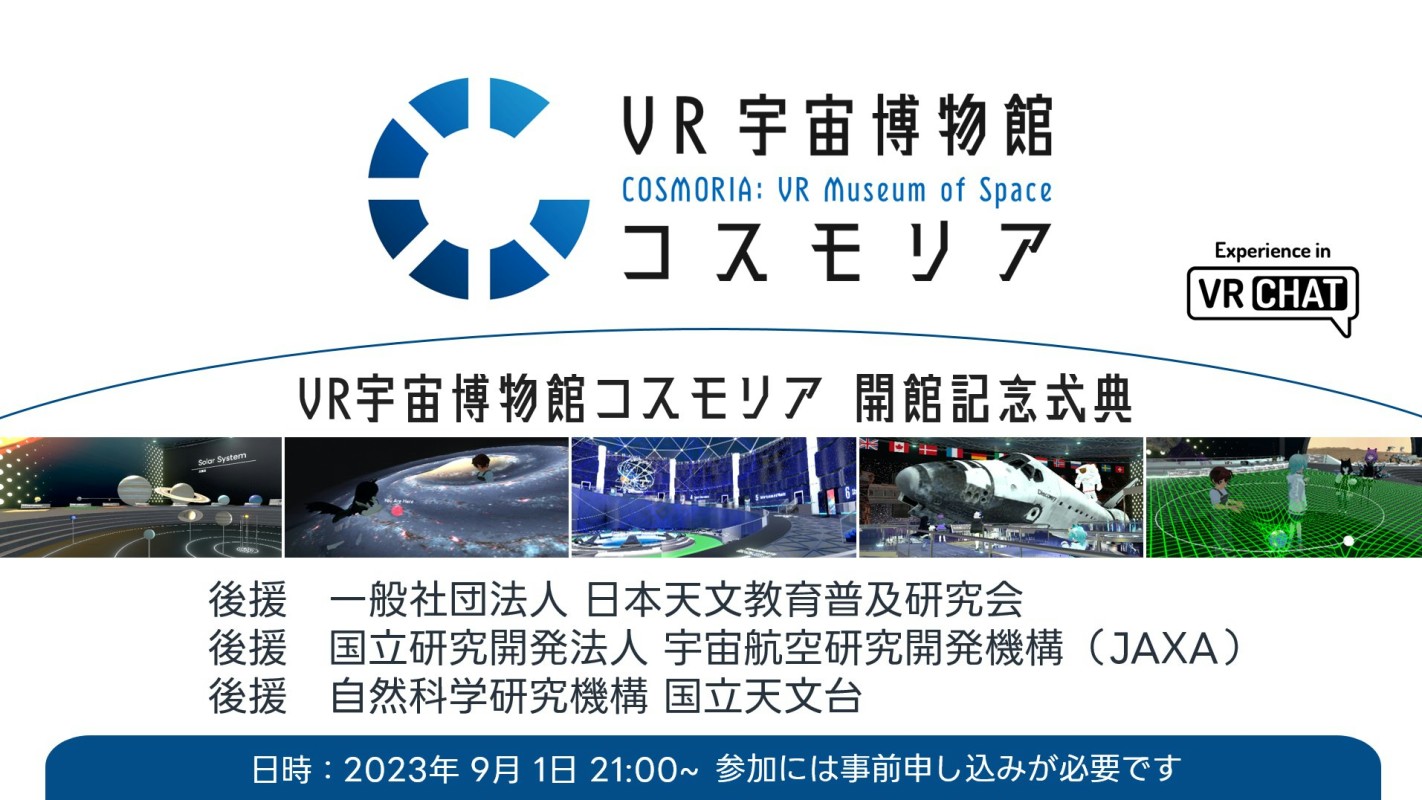 VR 宇宙博物館
COSMORIA: VR Museum of Space
コスモリア
Experience in
VR CHAT
VR宇宙博物館コスモリア 開館記念式典
Solar System
You Are Here
Discovery
後援 一般社団法人 日本天文教育普及研究会
後援 国立研究開発法人 宇宙航空研究開発機構（JAXA）
後援 自然科学研究機構 国立天文台
日時：2023年 9月 1日 21:00~ 参加には事前申し込みが必要です